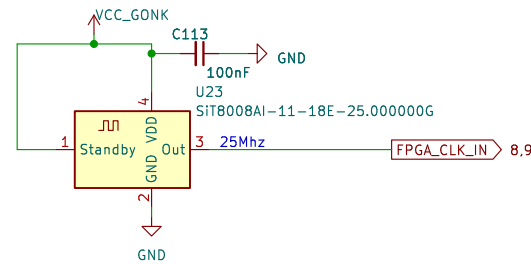 VCC_GONK
C113
GND
100nF
U23
SiT8008AI-11-18E-25.000000G
4
VDD
1
Standby
Out
3
25Mhz
FPGA_CLK_IN
8,9
GND
2
GND